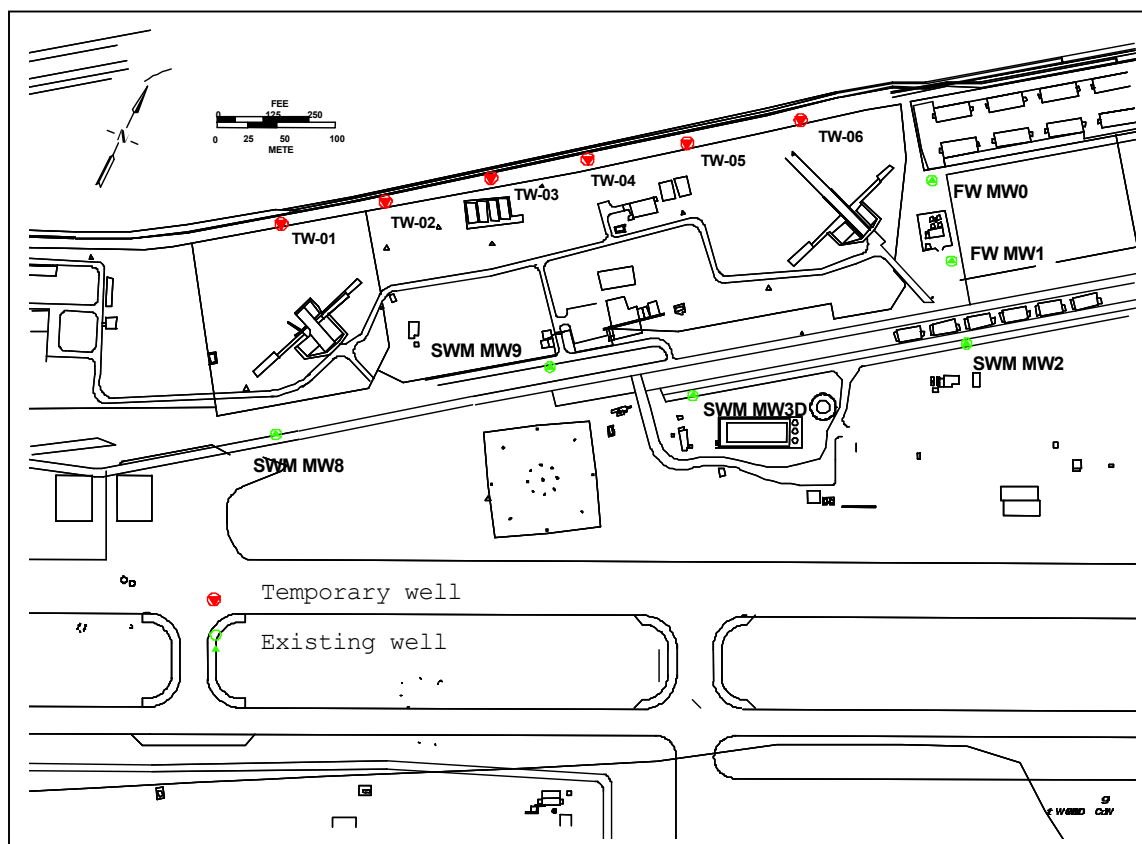 FEE
0 125 250
0 25 50 100
METE
N
TW-06
TW-05
TW-04
TW-03
TW-02
TW-01
FW MW0
FW MW1
SWM MW9
SWM MW2
SWM MW3D
SWM MW8
Temporary well
Existing well